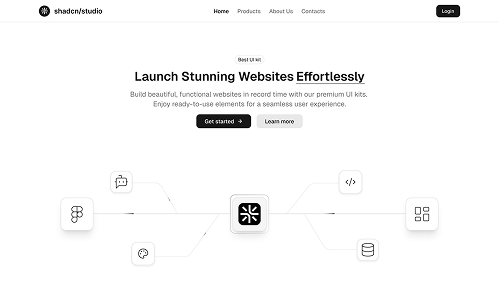 shadcn/studio
Home Products About Us Contacts
Login
Best UI kit
Launch Stunning Websites Effortlessly
Build beautiful, functional websites in record time with our premium UI kits.
Enjoy ready-to-use elements for a seamless user experience.
Get started →
Learn more